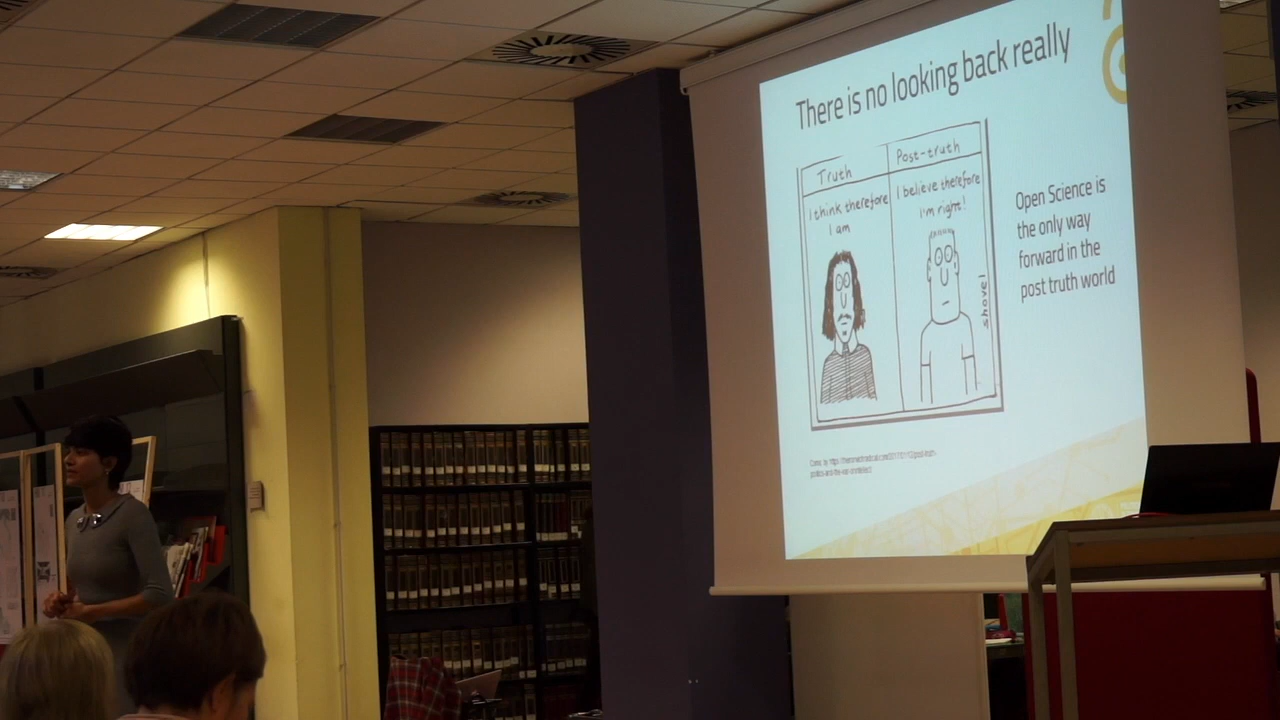 There is no looking back really
Truth
Post-truth
I think therefore
I am
I believe therefore
I'm right!
shovel
Open Science is
the only way
forward in the
post truth world